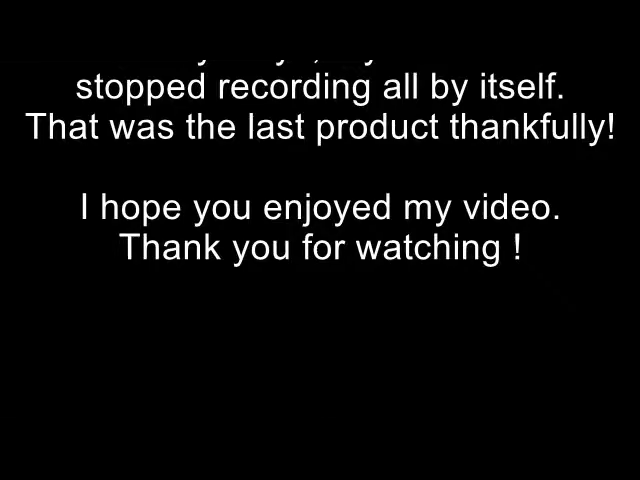 stopped recording all by itself.
That was the last product thankfully!
I hope you enjoyed my video.
Thank you for watching !